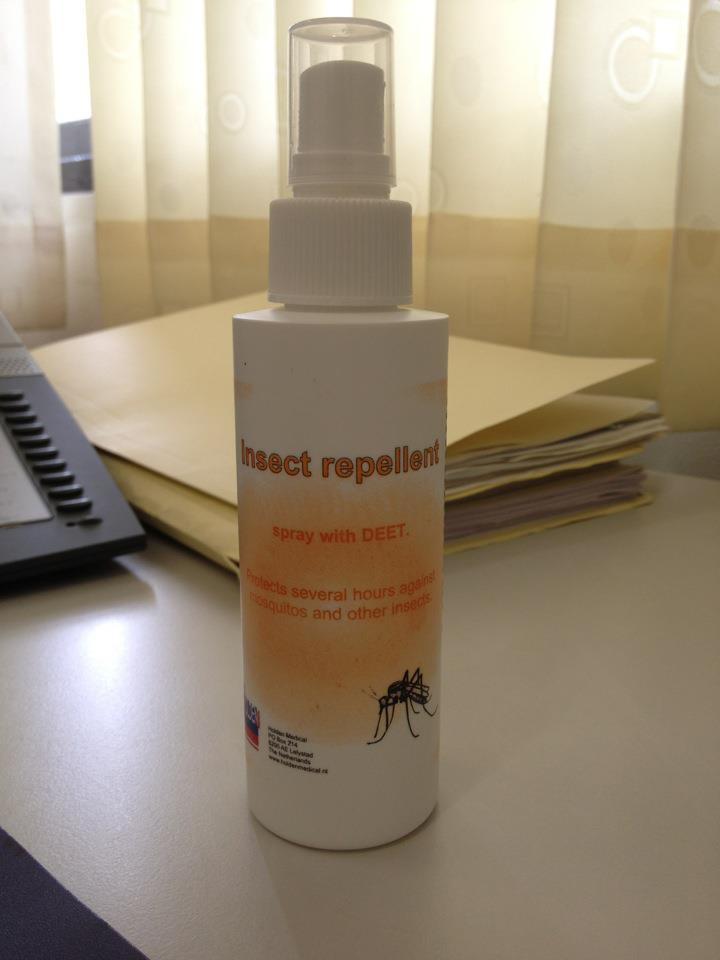 Insect repellent
spray with DEET.
Protects several hours against
mosquitos and other insects.
Holden Medical
PO Box 214
8200 AE Lelystad
The Netherlands
www.holdenmedical.nl